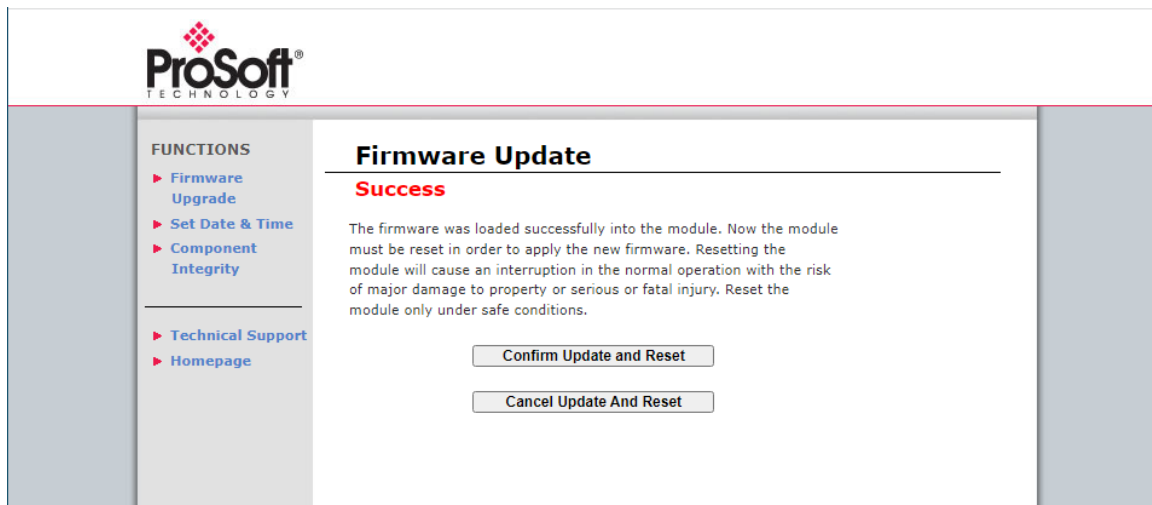 ProSoft®
TECHNOLOGY
FUNCTIONS
Firmware
Upgrade
Set Date & Time
Component
Integrity
Technical Support
Homepage
Firmware Update
Success
The firmware was loaded successfully into the module. Now the module
must be reset in order to apply the new firmware. Resetting the
module will cause an interruption in the normal operation with the risk
of major damage to property or serious or fatal injury. Reset the
module only under safe conditions.
Confirm Update and Reset
Cancel Update And Reset